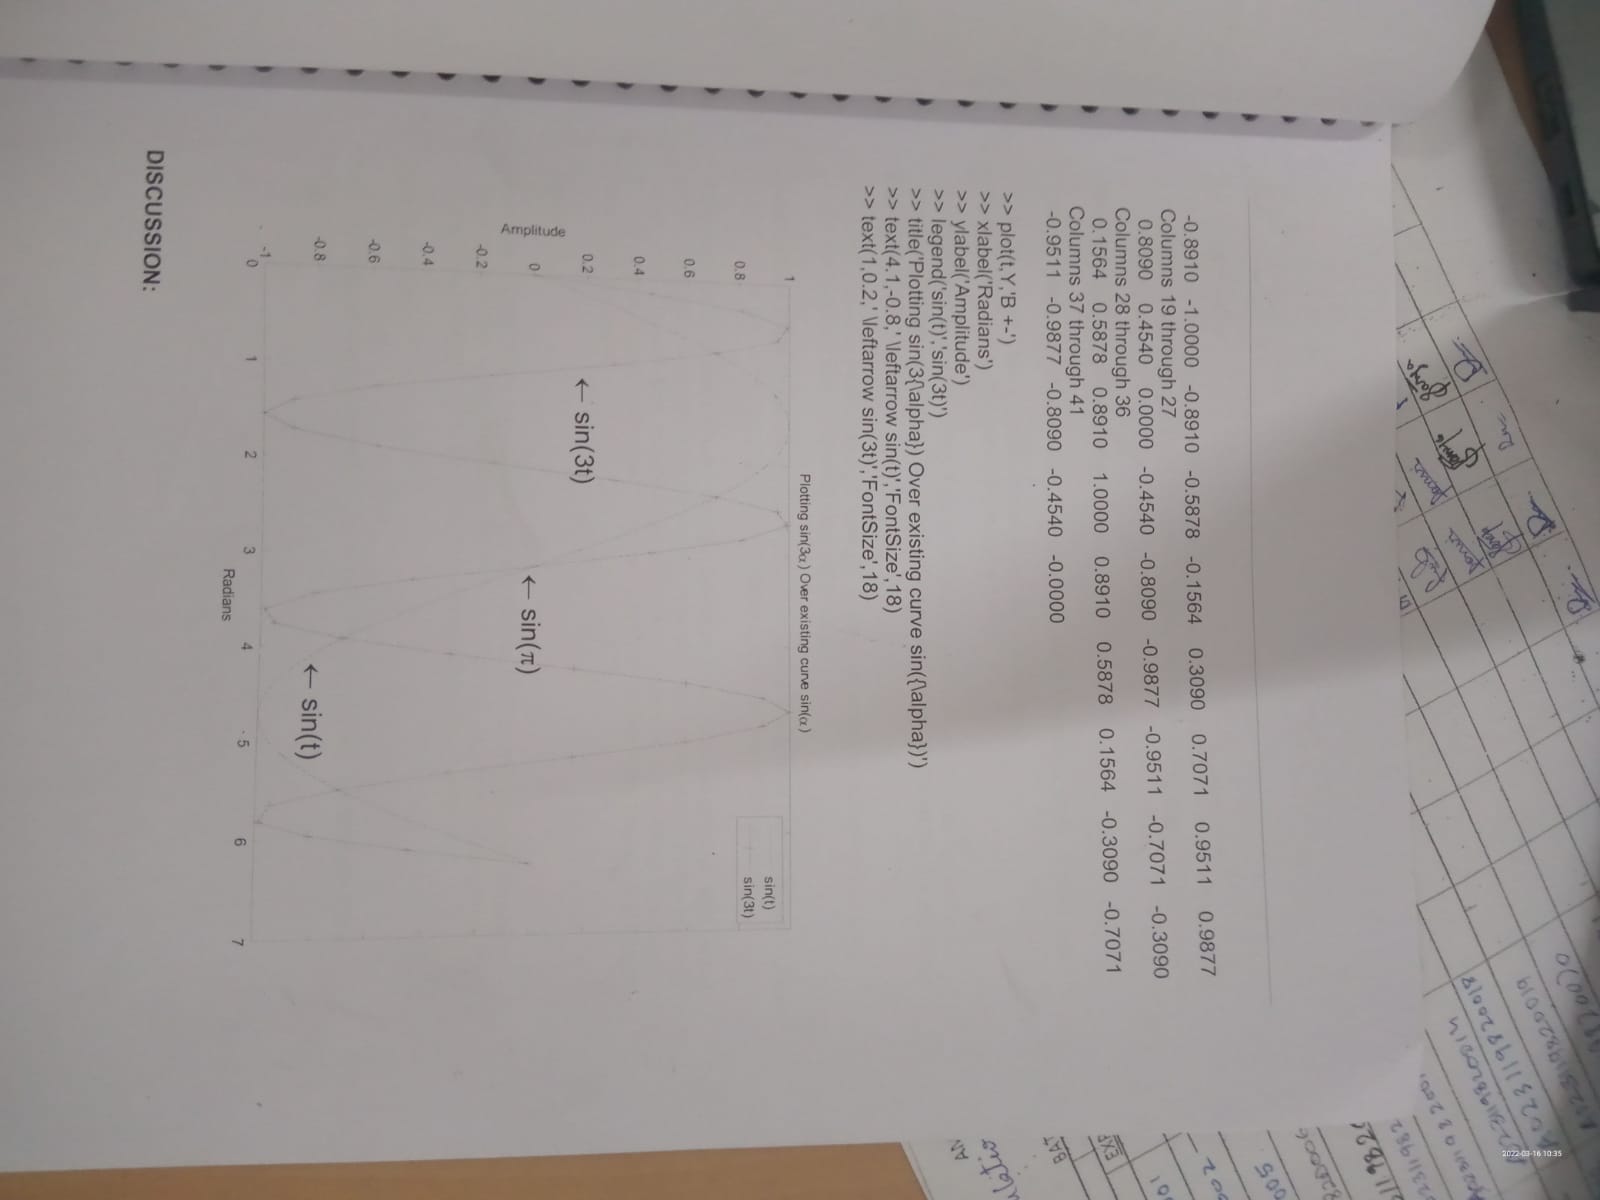 2022-03-16 10:35
-0.8910 -1.0000 -0.8910 -0.5878 -0.1564 0.3090 0.7071 0.9511 0.9877
Columns 19 through 27
0.8090 0.4540 0.0000 -0.4540 -0.8090 -0.9877 -0.9511 -0.7071 -0.3090
Columns 28 through 36
0.1564 0.5878 0.8910 1.0000 0.8910 0.5878 0.1564 -0.3090 -0.7071
Columns 37 through 41
-0.9511 -0.9877 -0.8090 -0.4540 -0.0000
>> plot(t,Y,'B +-')
>> xlabel('Radians')
>> ylabel('Amplitude')
>> legend('sin(t)','sin(3t)')
>> title('Plotting sin(3{\alpha}) Over existing curve sin({\alpha})')
>> text(4.1,-0.8,' \leftarrow sin(t)','FontSize',18)
>> text(1,0.2,' \leftarrow sin(3t)','FontSize',18)
Plotting sin(3α) Over existing curve sin(α)
sin(t)
sin(3t)
1
0.8
0.6
0.4
0.2
0
-0.2
-0.4
-0.6
-0.8
-1
Amplitude
← sin(3t)
← sin(π)
← sin(t)
0 1 2 3 4 5 6 7
Radians
DISCUSSION: